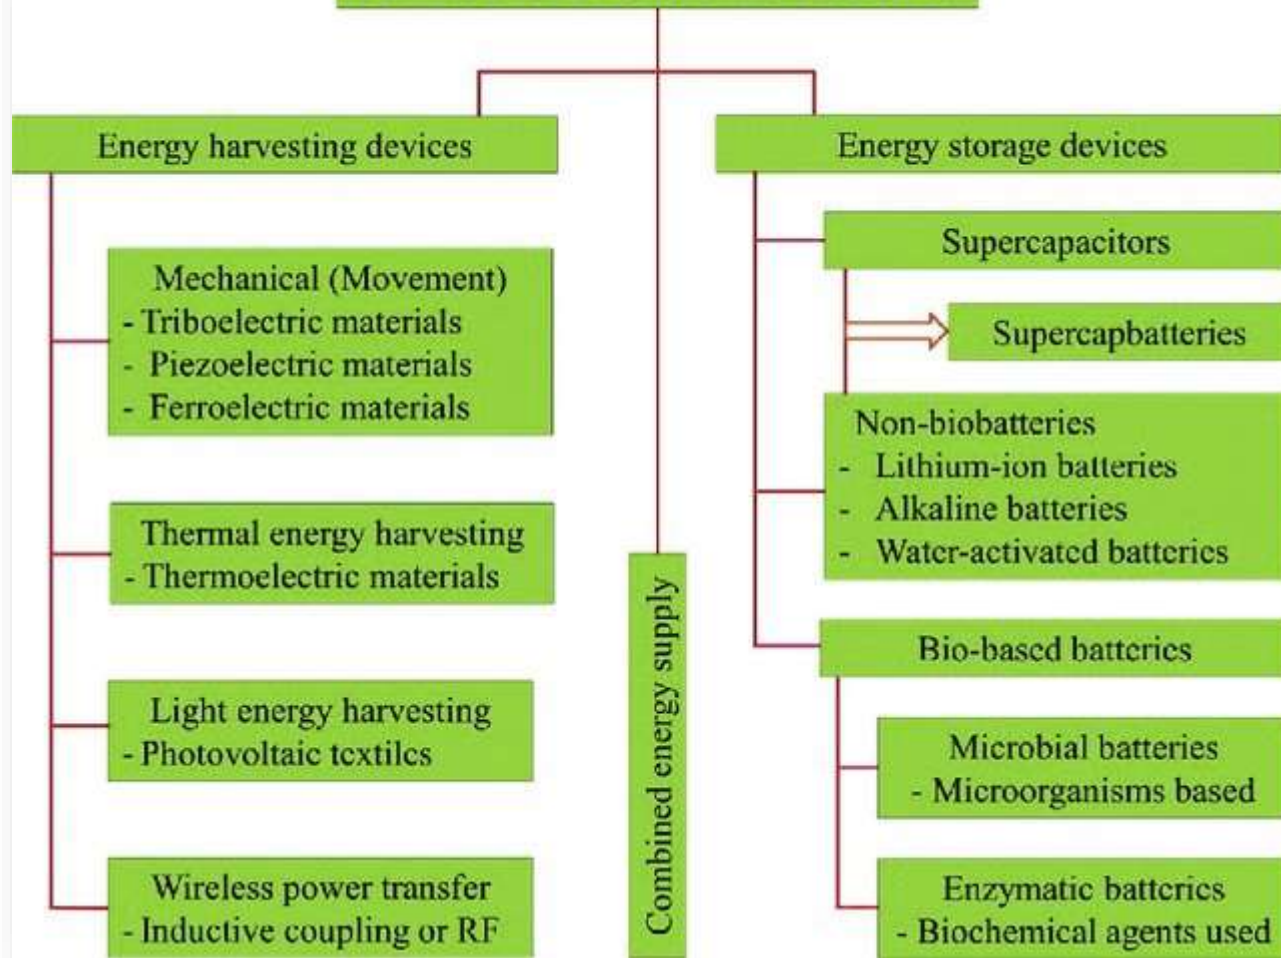 Energy harvesting devices
Mechanical (Movement)
- Triboelectric materials
- Piezoelectric materials
- Ferroelectric materials
Thermal energy harvesting
- Thermoelectric materials
Light energy harvesting
- Photovoltaic textiles
Wireless power transfer
- Inductive coupling or RF
Combined energy supply
Energy storage devices
Supercapacitors
Supercapbatteries
Non-biobatteries
- Lithium-ion batteries
- Alkaline batteries
- Water-activated batteries
Bio-based batteries
Microbial batteries
- Microorganisms based
Enzymatic batteries
- Biochemical agents used